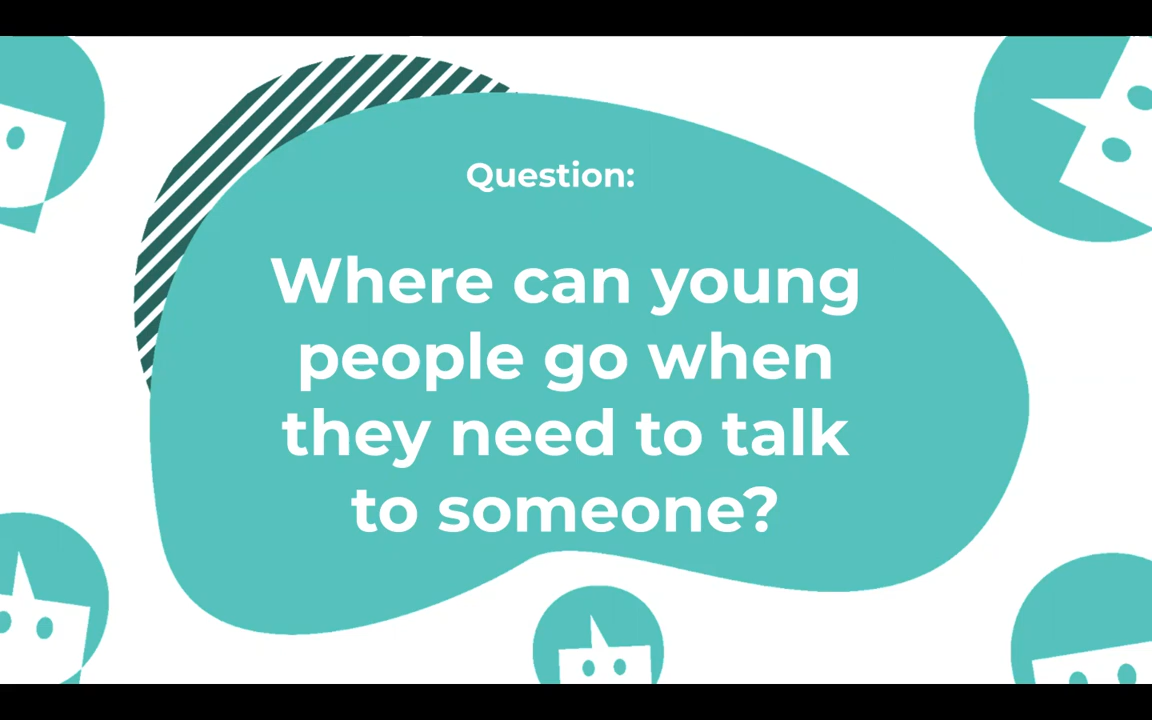 Question:
Where can young
people go when
they need to talk
to someone?